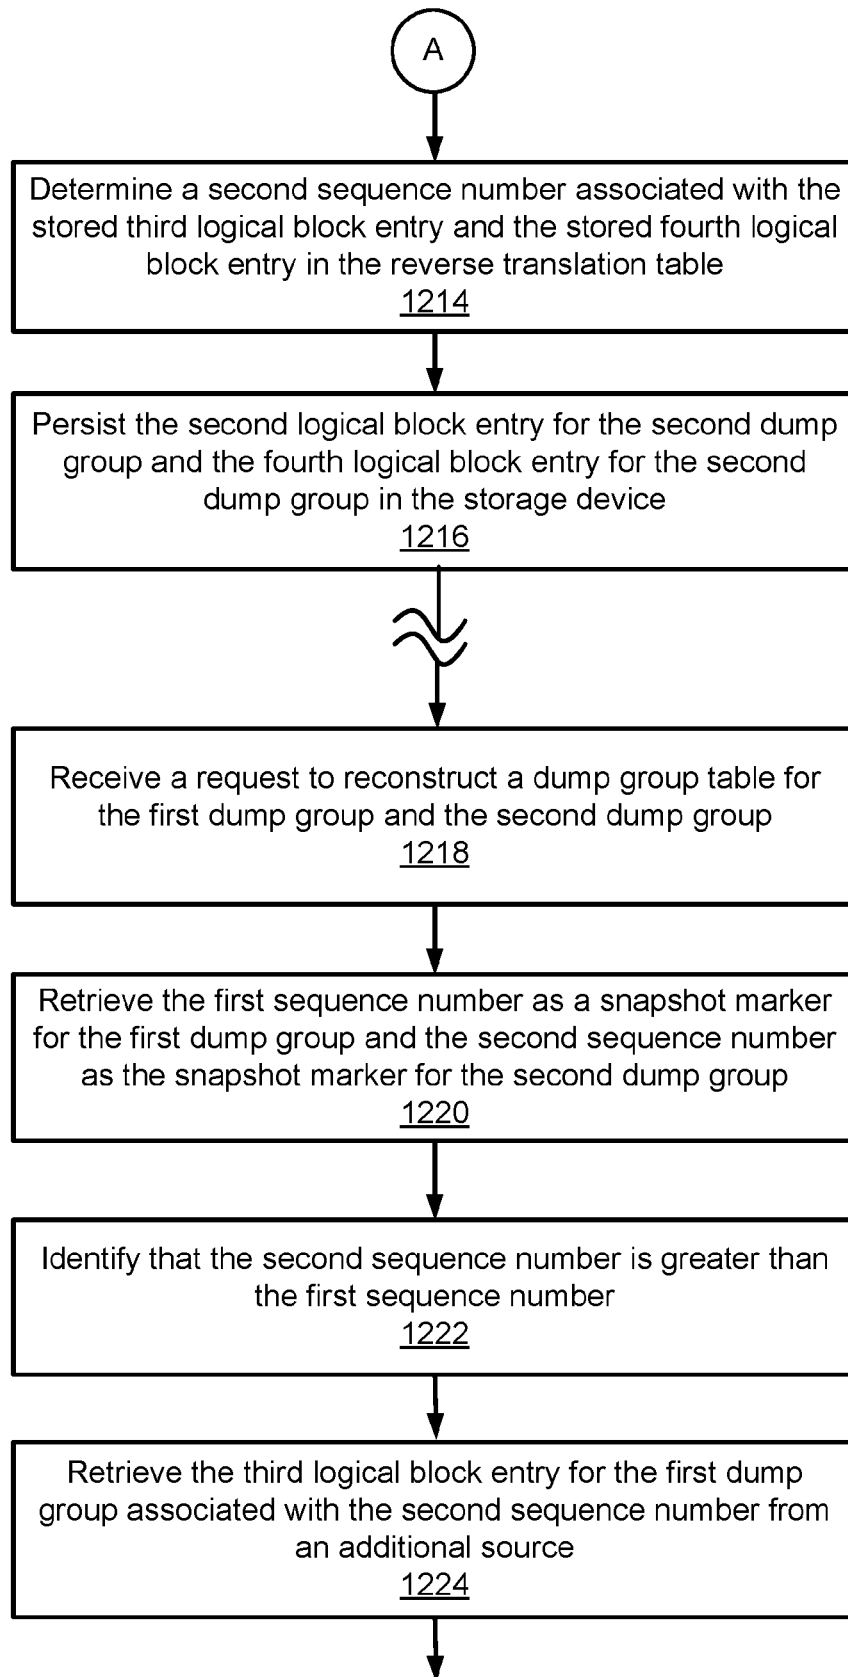 A
Determine a second sequence number associated with the
stored third logical block entry and the stored fourth logical
block entry in the reverse translation table
1214
Persist the second logical block entry for the second dump
group and the fourth logical block entry for the second
dump group in the storage device
1216
Receive a request to reconstruct a dump group table for
the first dump group and the second dump group
1218
Retrieve the first sequence number as a snapshot marker
for the first dump group and the second sequence number
as the snapshot marker for the second dump group
1220
Identify that the second sequence number is greater than
the first sequence number
1222
Retrieve the third logical block entry for the first dump
group associated with the second sequence number from
an additional source
1224